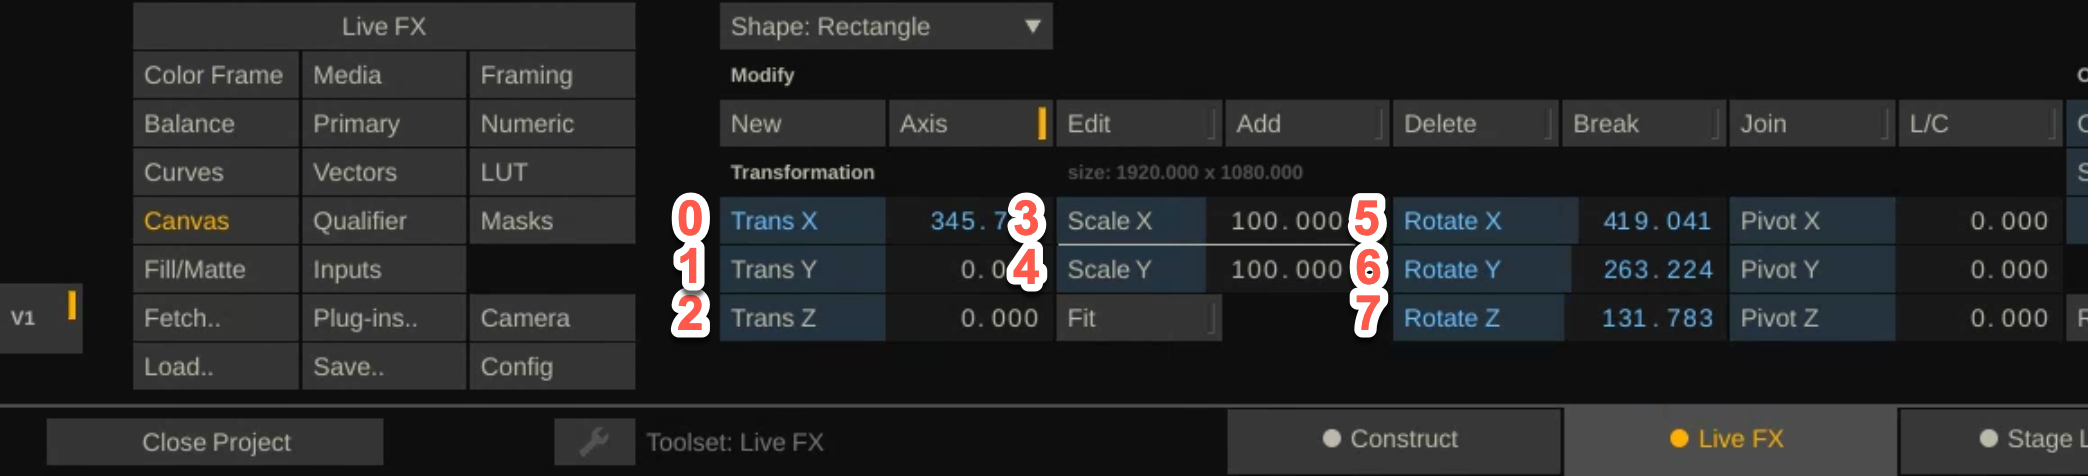 Live FX
Shape: Rectangle
Color Frame Media Framing
Modify
Balance Primary Numeric
New Axis Edit Add Delete Break Join L/C
Curves Vectors LUT
Transformation size: 1920.000 x 1080.000
Canvas Qualifier Masks
0 Trans X 345.7 3 Scale X 100.000 5 Rotate X 419.041 Pivot X 0.000
Fill/Matte Inputs
1 Trans Y 0.0 4 Scale Y 100.000 6 Rotate Y 263.224 Pivot Y 0.000
V1
Fetch.. Plug-ins.. Camera
2 Trans Z 0.000 Fit 7 Rotate Z 131.783 Pivot Z 0.000
Load.. Save.. Config
Close Project Toolset: Live FX Construct Live FX Stage